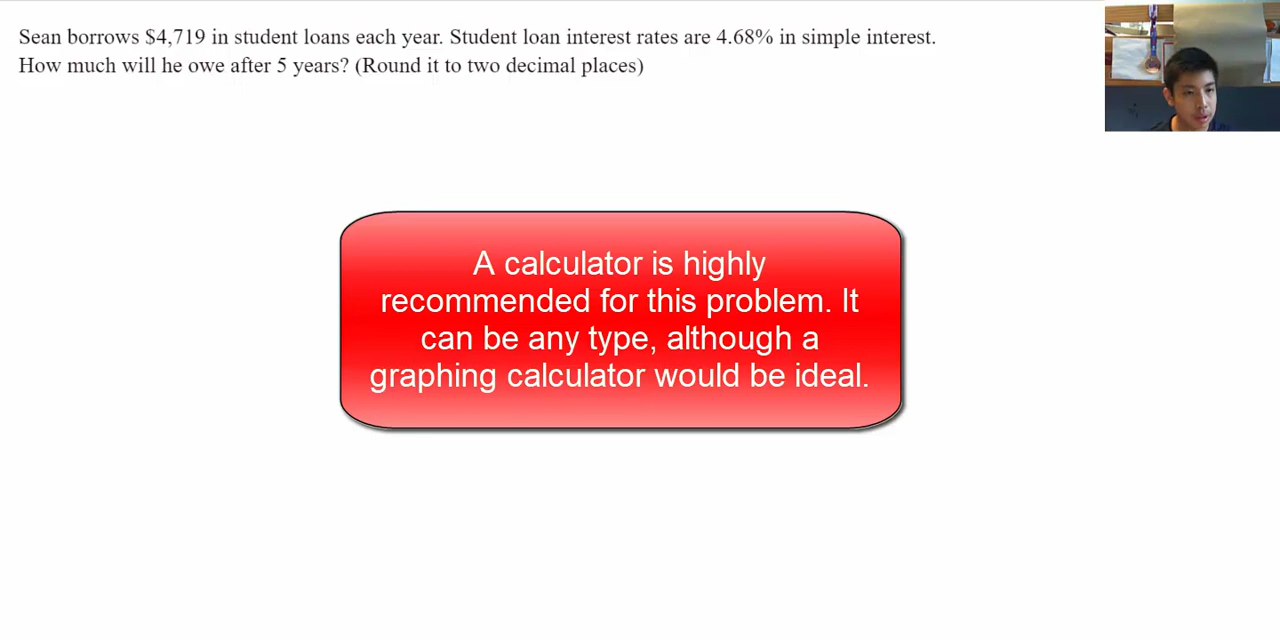 Sean borrows $4,719 in student loans each year. Student loan interest rates are 4.68% in simple interest.
How much will he owe after 5 years? (Round it to two decimal places)
A calculator is highly
recommended for this problem. It
can be any type, although a
graphing calculator would be ideal.